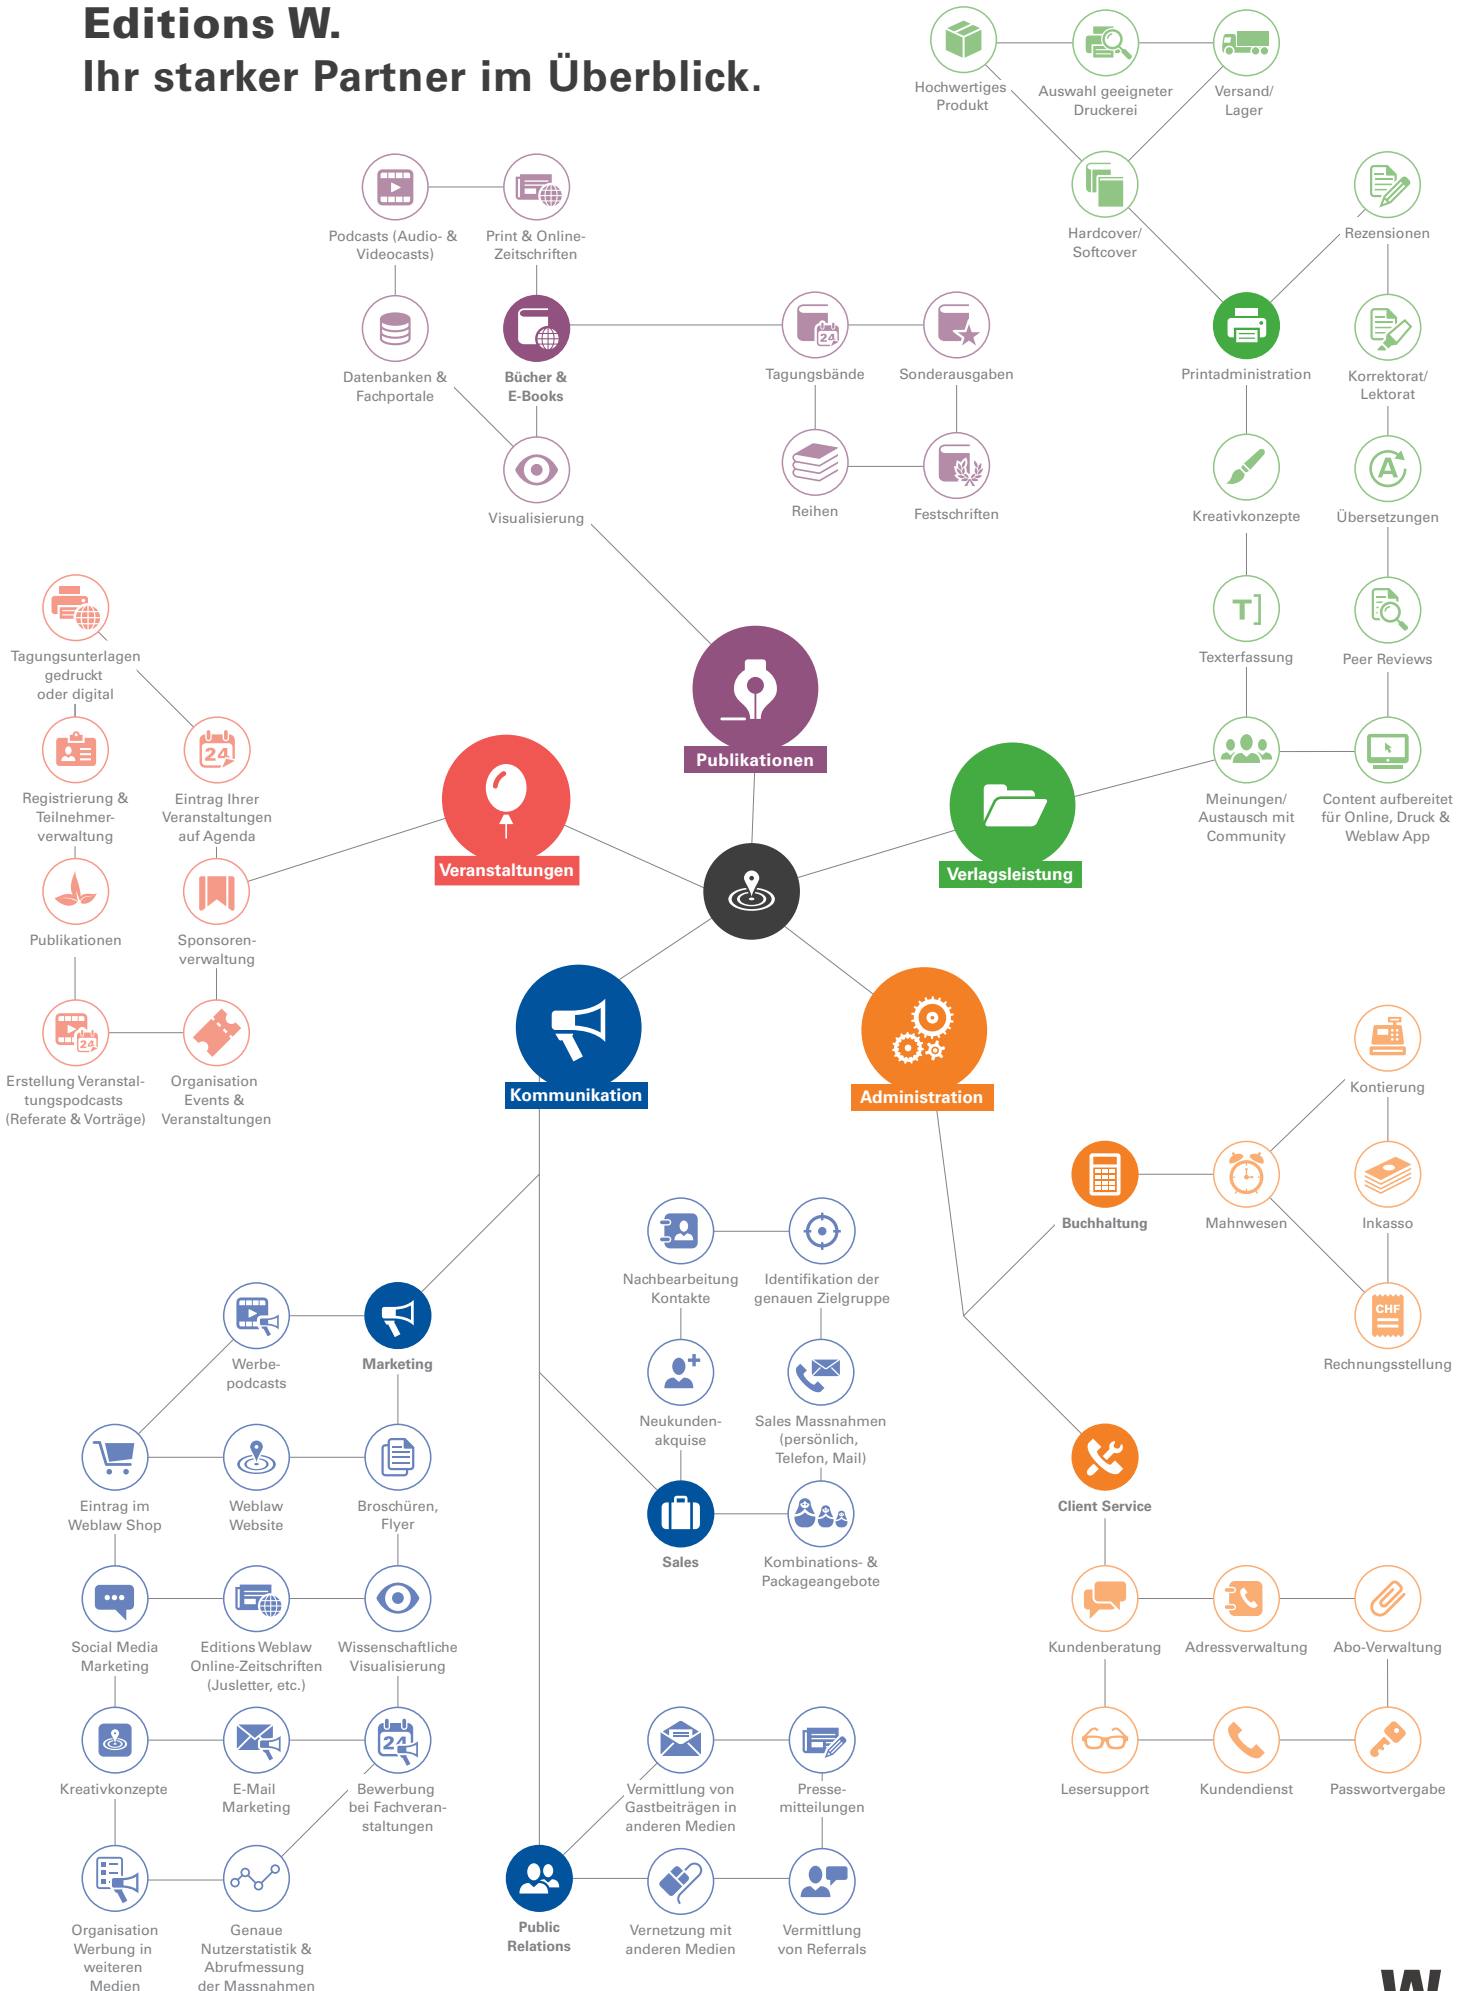 Editions W.
Ihr starker Partner im Überblick.
Hochwertiges
Produkt
Auswahl geeigneter
Druckerei
Versand/
Lager
Hardcover/
Softcover
Rezensionen
Printadministration
Korrektorat/
Lektorat
Kreativkonzepte
Übersetzungen
A
Texterfassung
T]
Peer Reviews
Meinungen/
Austausch mit
Community
Content aufbereitet
für Online, Druck &
Weblaw App
Podcasts (Audio- &
Videocasts)
Print & Online-
Zeitschriften
Datenbanken &
Fachportale
Bücher &
E-Books
24
Tagungsbände
Sonderausgaben
Reihen
Festschriften
Visualisierung
Publikationen
Veranstaltungen
Verlagsleistung
Tagungsunterlagen
gedruckt
oder digital
24
Registrierung &
Teilnehmer-
verwaltung
Eintrag Ihrer
Veranstaltungen
auf Agenda
Publikationen
Sponsoren-
verwaltung
24
Erstellung Veranstal-
tungspodcasts
(Referate & Vorträge)
Organisation
Events &
Veranstaltungen
Kommunikation
Administration
Kontierung
Buchhaltung
Mahnwesen
Inkasso
CHF
Rechnungsstellung
Client Service
Kundenberatung
Adressverwaltung
Abo-Verwaltung
Lesersupport
Kundendienst
Passwortvergabe
Nachbearbeitung
Kontakte
Identifikation der
genauen Zielgruppe
Neukunden-
akquise
Sales Massnahmen
(persönlich,
Telefon, Mail)
Sales
Kombinations- &
Packageangebote
Werbe-
podcasts
Marketing
Eintrag im
Weblaw Shop
Weblaw
Website
Broschüren,
Flyer
Social Media
Marketing
Editions Weblaw
Online-Zeitschriften
(Jusletter, etc.)
Wissenschaftliche
Visualisierung
24
Kreativkonzepte
E-Mail
Marketing
Bewerbung
bei Fachveran-
staltungen
Organisation
Werbung in
weiteren
Medien
Genaue
Nutzerstatistik &
Abrufmessung
der Massnahmen
Vermittlung von
Gastbeiträgen in
anderen Medien
Presse-
mitteilungen
Public
Relations
Vernetzung mit
anderen Medien
Vermittlung
von Referrals
W